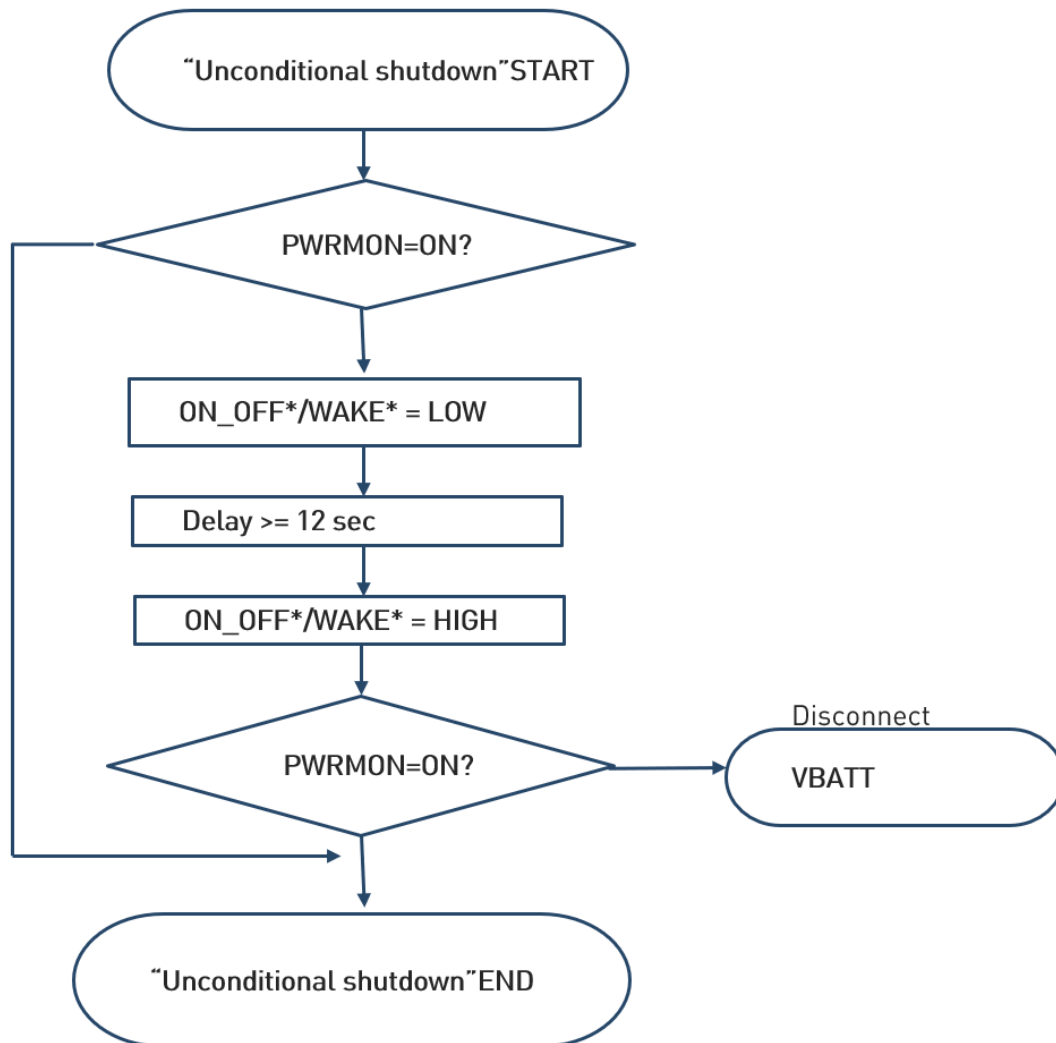 “Unconditional shutdown”START
PWRMON=ON?
ON_OFF*/WAKE* = LOW
Delay >= 12 sec
ON_OFF*/WAKE* = HIGH
PWRMON=ON?
Disconnect
VBATT
“Unconditional shutdown”END